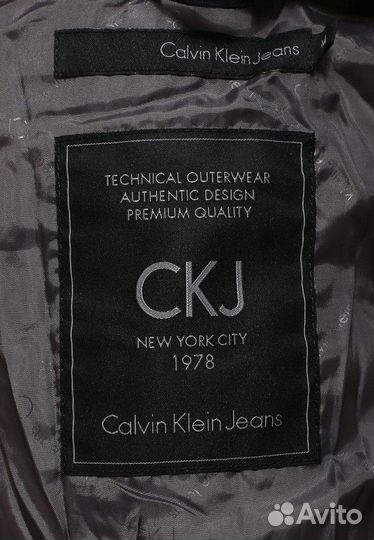 Calvin Klein Jeans
M
TECHNICAL OUTERWEAR
AUTHENTIC DESIGN
PREMIUM QUALITY
CKJ
NEW YORK CITY
1978
Calvin Klein Jeans
Avito